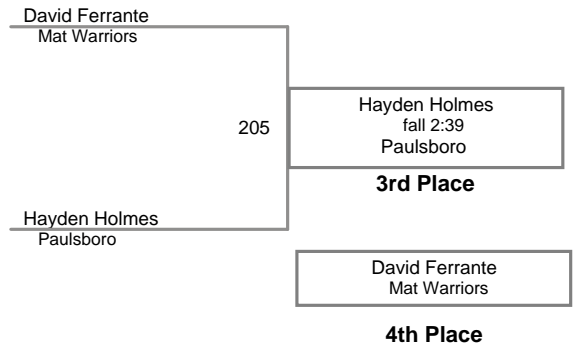 David Ferrante
Mat Warriors
205
Hayden Holmes
fall 2:39
Paulsboro
3rd Place
Hayden Holmes
Paulsboro
David Ferrante
Mat Warriors
4th Place